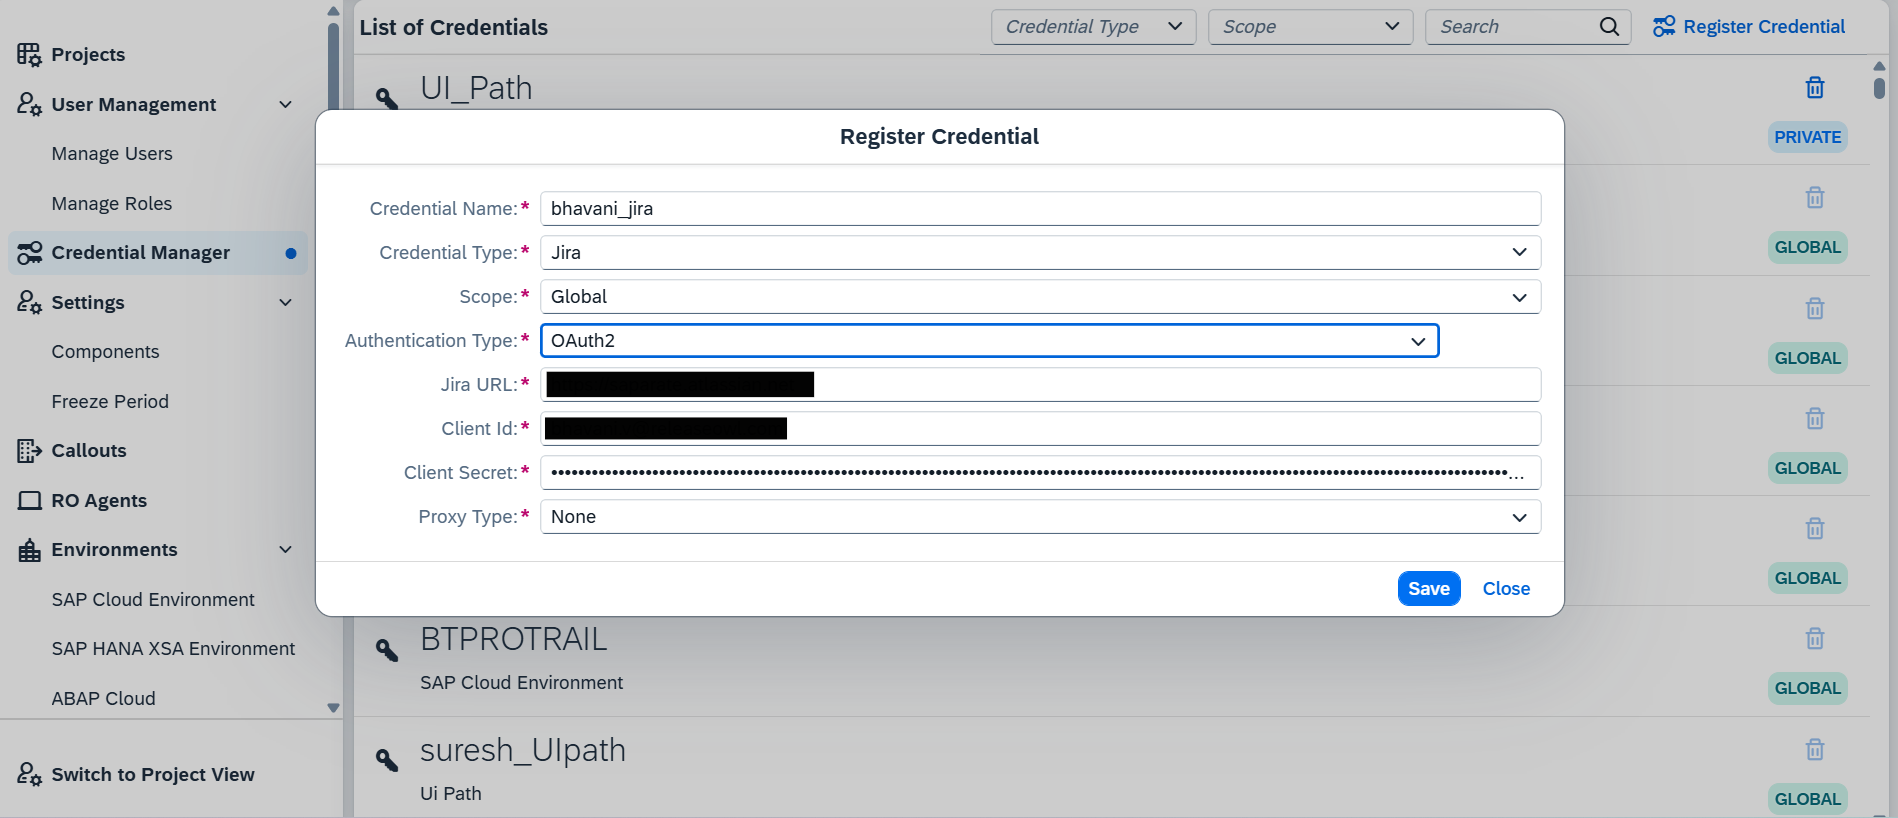 Projects
User Management
Manage Users
Manage Roles
Credential Manager
Settings
Components
Freeze Period
Callouts
RO Agents
Environments
SAP Cloud Environment
SAP HANA XSA Environment
ABAP Cloud
Switch to Project View
List of Credentials
Credential Type
Scope
Search
Register Credential
UI_Path
PRIVATE
GLOBAL
GLOBAL
GLOBAL
GLOBAL
Register Credential
Credential Name:* bhavani_jira
Credential Type:* Jira
Scope:* Global
Authentication Type:* OAuth2
Jira URL:*
Client Id:*
Client Secret:* ...
Proxy Type:* None
Save Close
BTPROTRAIL
SAP Cloud Environment
GLOBAL
suresh_UIpath
Ui Path
GLOBAL